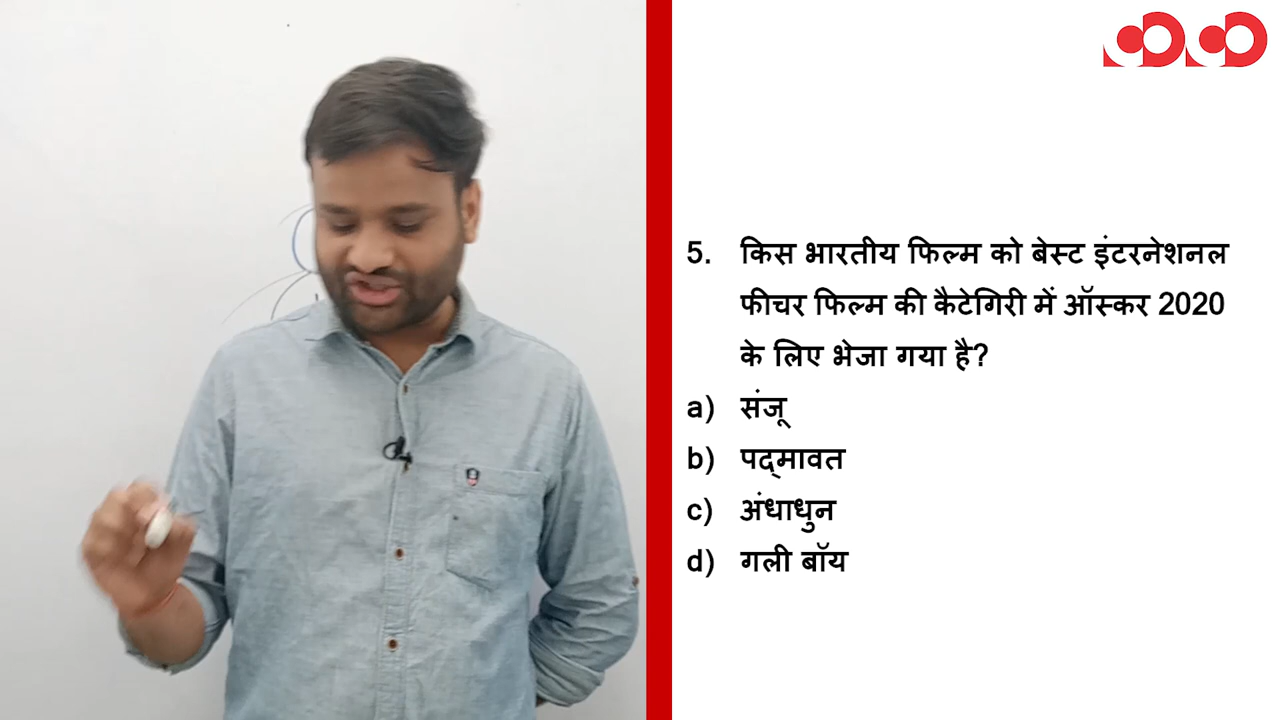 5. किस भारतीय फिल्म को बेस्ट इंटरनेशनल
फीचर फिल्म की कैटेगिरी में ऑस्कर 2020
के लिए भेजा गया है?
a) संजू
b) पद्मावत
c) अंधाधुन
d) गली बॉय